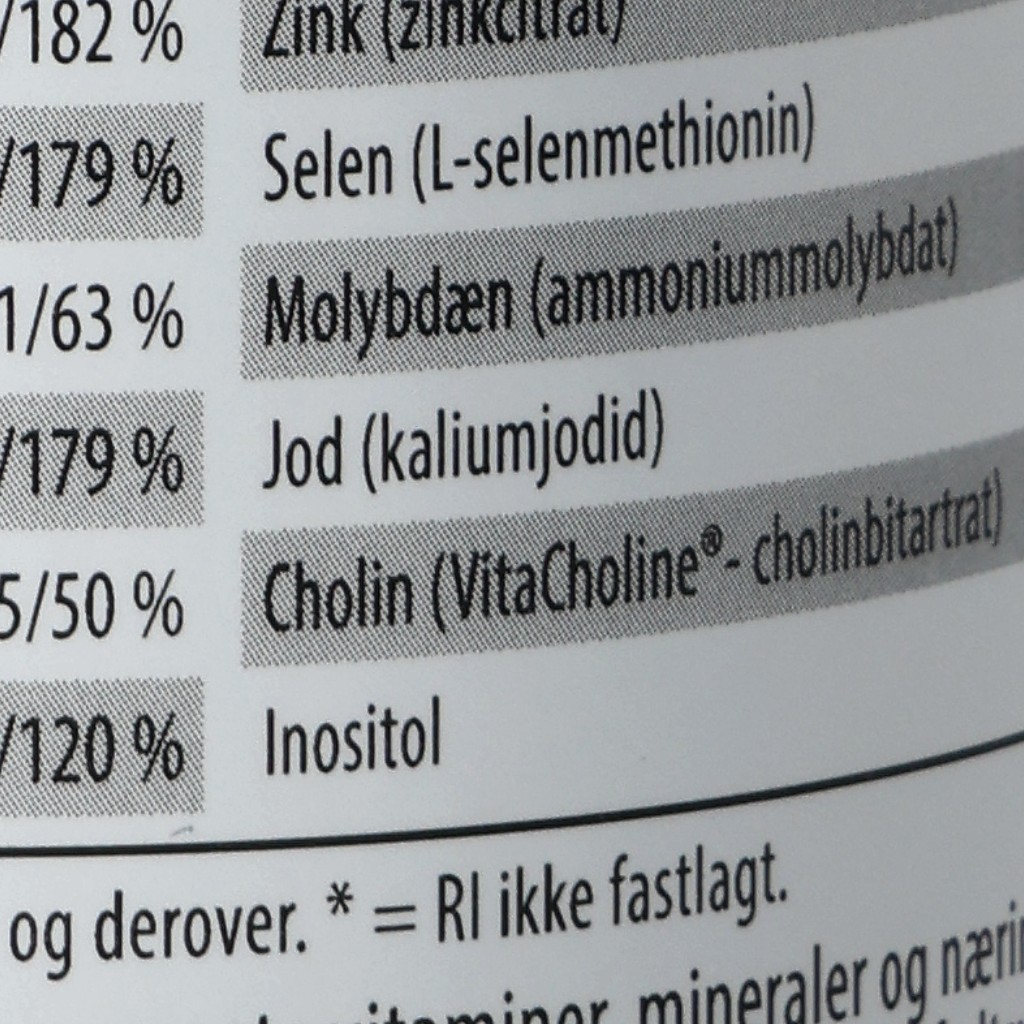 /182 % Zink (zinkcitrat)
/179 % Selen (L-selenmethionin)
1/63 % Molybdæn (ammoniummolybdat)
/179 % Jod (kaliumjodid)
5/50 % Cholin (VitaCholine®- cholinbitartrat)
/120 % Inositol
og derover. * = RI ikke fastlagt.
mineraler og